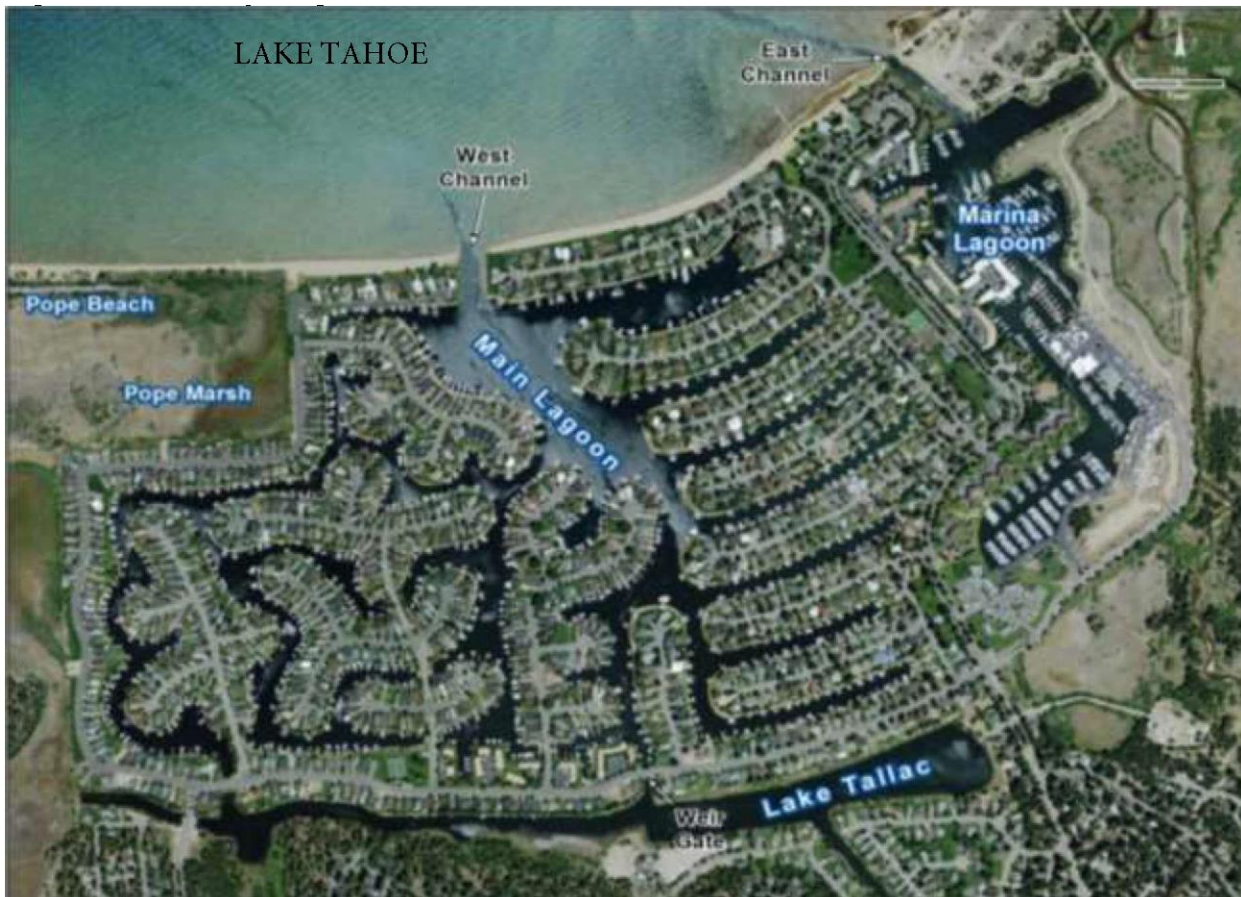 LAKE TAHOE
East
Channel
West
Channel
Marina
Lagoon
Pope Beach
Main Lagoon
Pope Marsh
Lake Tallac
Weir
Gate